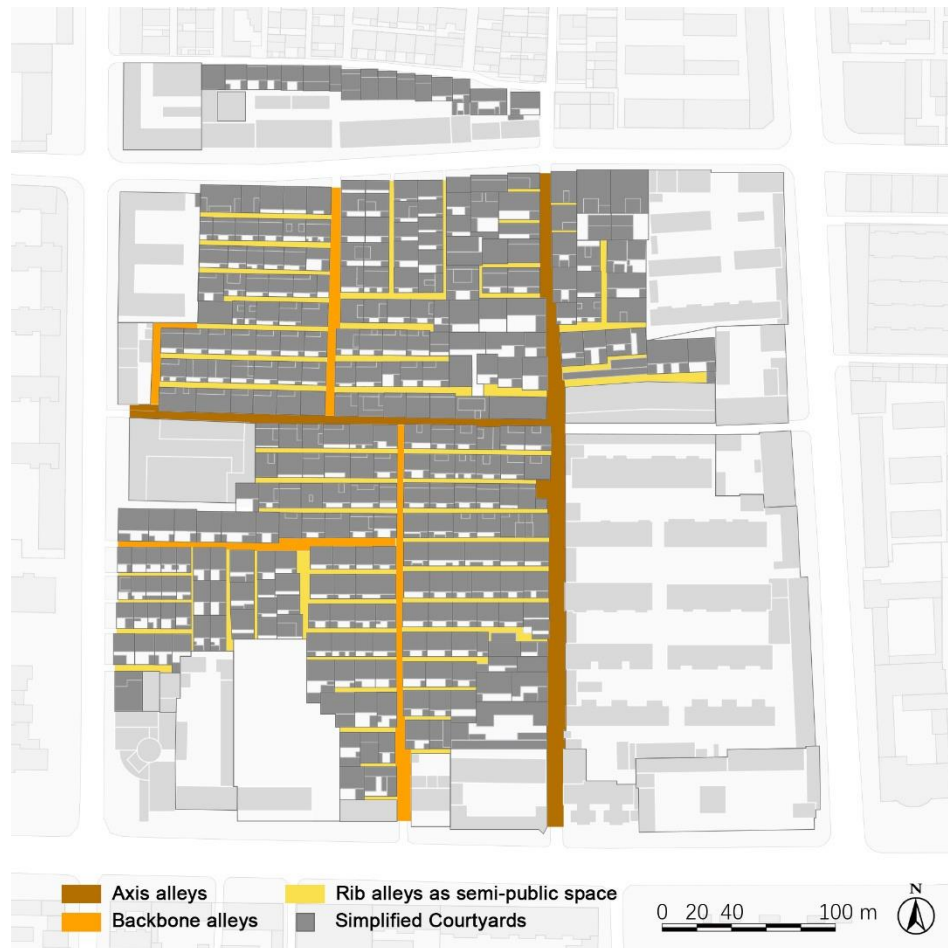 Axis alleys
Rib alleys as semi-public space
Backbone alleys
Simplified Courtyards
0 20 40 100 m
N